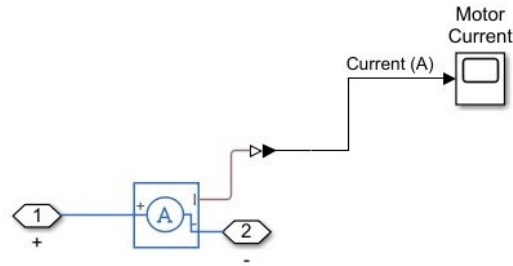 Motor
Current
Current (A)
+ A I -
1
+
2
-